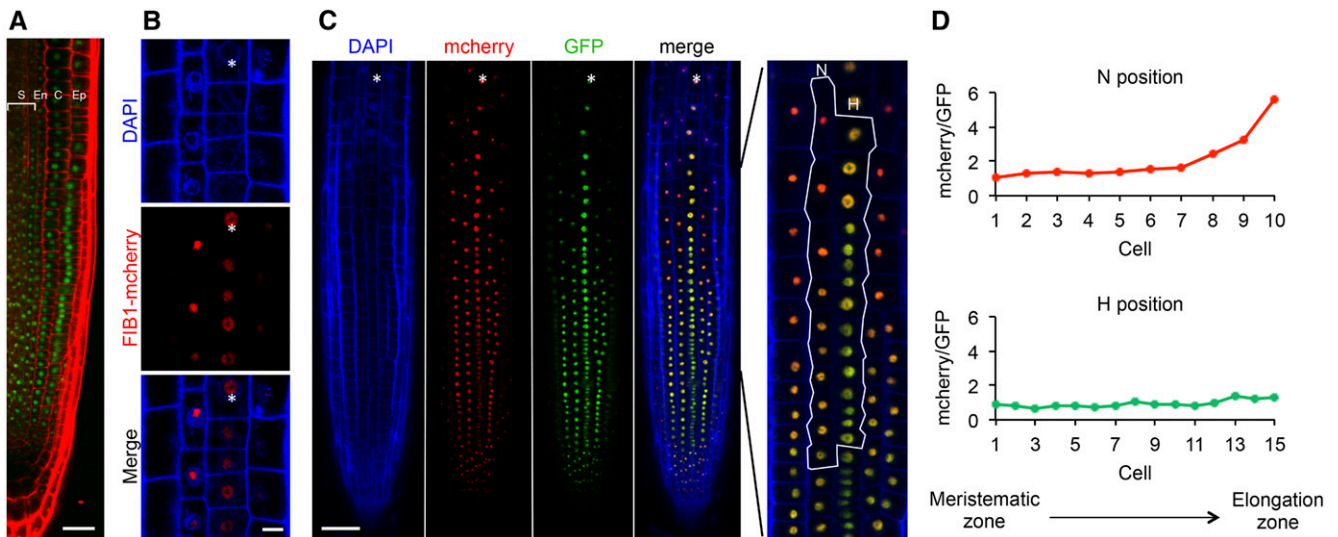 A
S En C Ep
B
DAPI
*
FIB1-mcherry
*
Merge
*
C
DAPI mcherry GFP merge
* * * *
N
H
D
N position
mcherry/GFP
6
4
2
0
1 2 3 4 5 6 7 8 9 10
Cell
H position
mcherry/GFP
6
4
2
0
1 3 5 7 9 11 13 15
Cell
Meristematic zone
Elongation zone